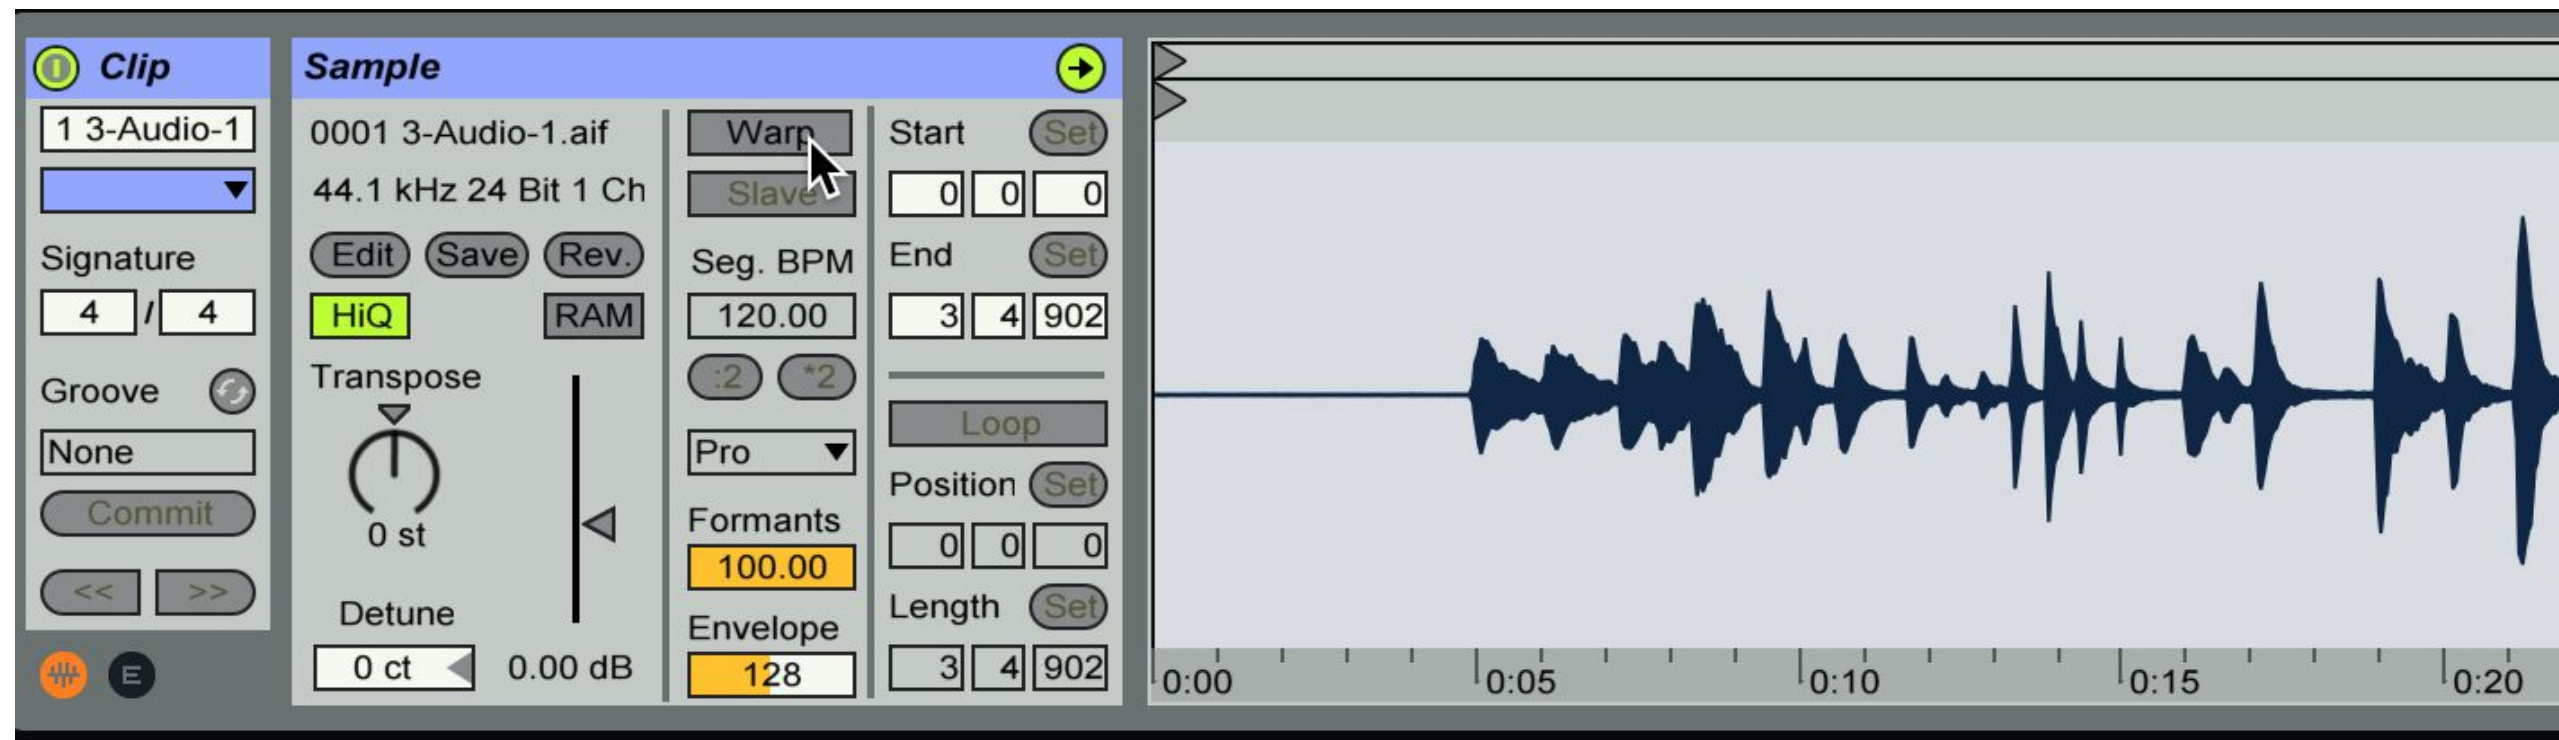 Clip
1 3-Audio-1
Signature
4 / 4
Groove
None
Commit
<< >>
E
Sample
0001 3-Audio-1.aif
44.1 kHz 24 Bit 1 Ch
Edit Save Rev.
HiQ RAM
Transpose
0 st
Detune
0 ct 0.00 dB
Warp
Slave
Seg. BPM
120.00
:2 *2
Pro
Formants
100.00
Envelope
128
Start Set
0 0 0
End Set
3 4 902
Loop
Position Set
0 0 0
Length Set
3 4 902
0:00 0:05 0:10 0:15 0:20